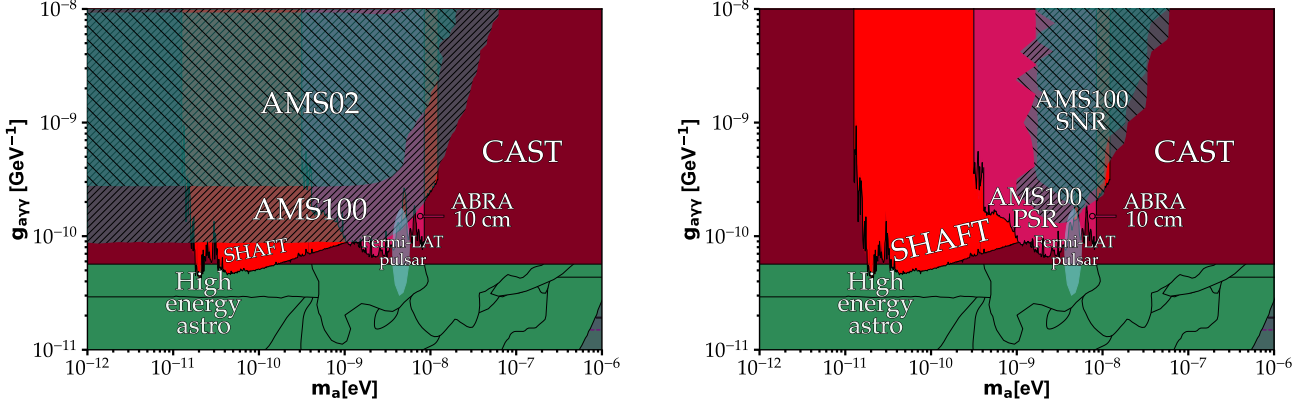 10⁻⁸
10⁻⁹
10⁻¹⁰
10⁻¹¹
gaγγ [GeV⁻¹]
AMS02
CAST
AMS100
ABRA
10 cm
SHAFT
Fermi-LAT
pulsar
High
energy
astro
10⁻¹² 10⁻¹¹ 10⁻¹⁰ 10⁻⁹ 10⁻⁸ 10⁻⁷ 10⁻⁶
ma[eV]
10⁻⁸
10⁻⁹
10⁻¹⁰
10⁻¹¹
gaγγ [GeV⁻¹]
AMS100
SNR
CAST
AMS100
PSR
ABRA
10 cm
SHAFT
Fermi-LAT
pulsar
High
energy
astro
10⁻¹² 10⁻¹¹ 10⁻¹⁰ 10⁻⁹ 10⁻⁸ 10⁻⁷ 10⁻⁶
ma[eV]